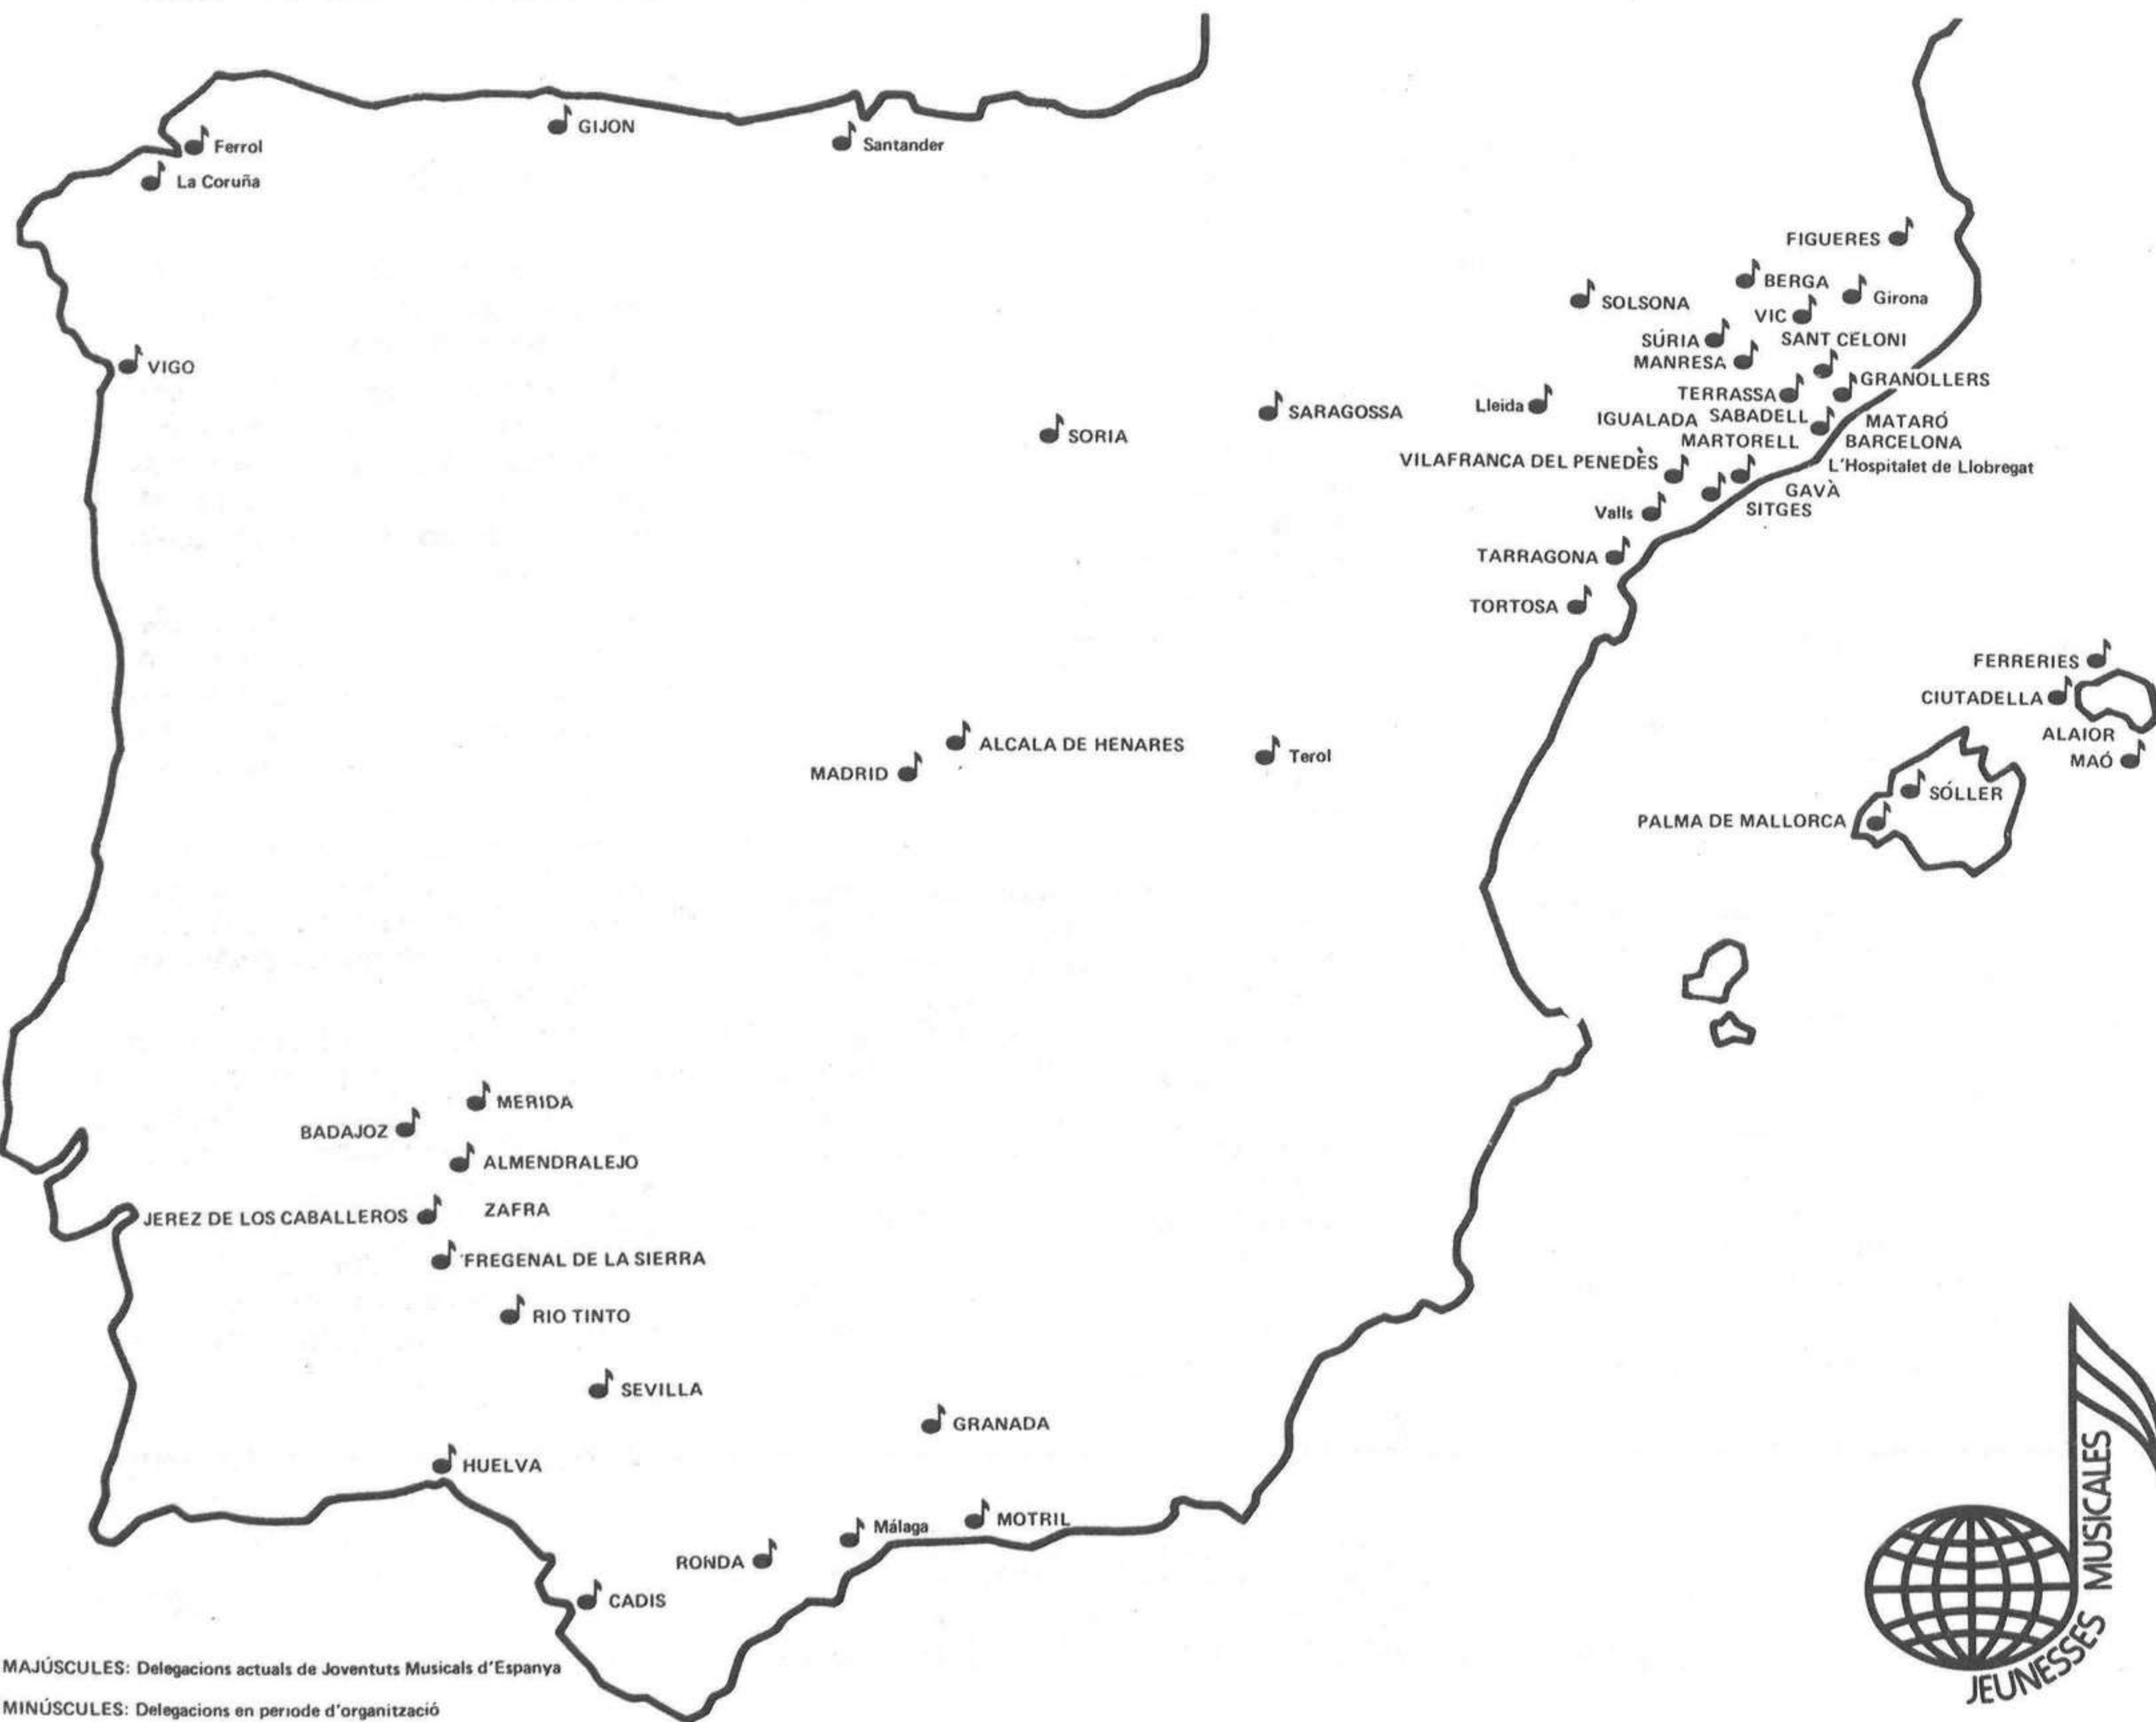 GIJON
Ferrol
Santander
La Coruña
FIGUERES
BERGA
Girona
SOLSONA
VIC
SÚRIA
SANT CELONI
MANRESA
VIGO
GRANOLLERS
TERRASSA
Lleida
SARAGOSSA
IGUALADA
SABADELL
MATARÓ
SORIA
MARTORELL
BARCELONA
VILAFRANCA DEL PENEDÈS
L'Hospitalet de Llobregat
GAVÀ
SITGES
Valls
TARRAGONA
TORTOSA
FERRERIES
CIUTADELLA
ALAIOR
MAÓ
ALCALA DE HENARES
Terol
MADRID
SÓLLER
PALMA DE MALLORCA
MERIDA
BADAJOZ
ALMENDRALEJO
ZAFRA
JEREZ DE LOS CABALLEROS
FREGENAL DE LA SIERRA
RIO TINTO
SEVILLA
GRANADA
HUELVA
MOTRIL
Málaga
RONDA
CADIS
MAJÚSCULES: Delegacions actuals de Joventuts Musicals d'Espanya
MINÚSCULES: Delegacions en periode d'organització
JEUNESSES MUSICALES